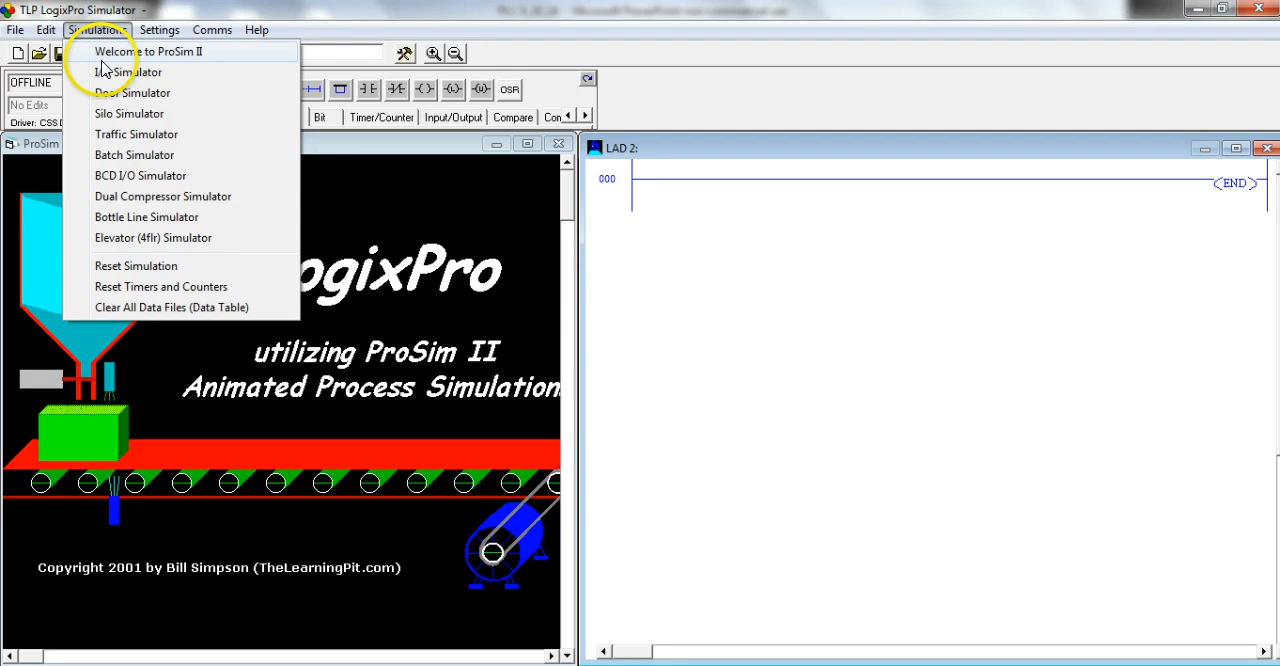 TLP LogixPro Simulator -
File Edit Simulations Settings Comms Help
Welcome to ProSim II
Simulator
Door Simulator
Silo Simulator
Traffic Simulator
Batch Simulator
BCD I/O Simulator
Dual Compressor Simulator
Bottle Line Simulator
Elevator (4flr) Simulator
Reset Simulation
Reset Timers and Counters
Clear All Data Files (Data Table)
OFFLINE
No Edits
Driver: CSS
OSR
Bit Timer/Counter Input/Output Compare Con
ProSim
LogixPro
utilizing ProSim II
Animated Process Simulation
Copyright 2001 by Bill Simpson (TheLearningPit.com)
LAD 2:
000
END